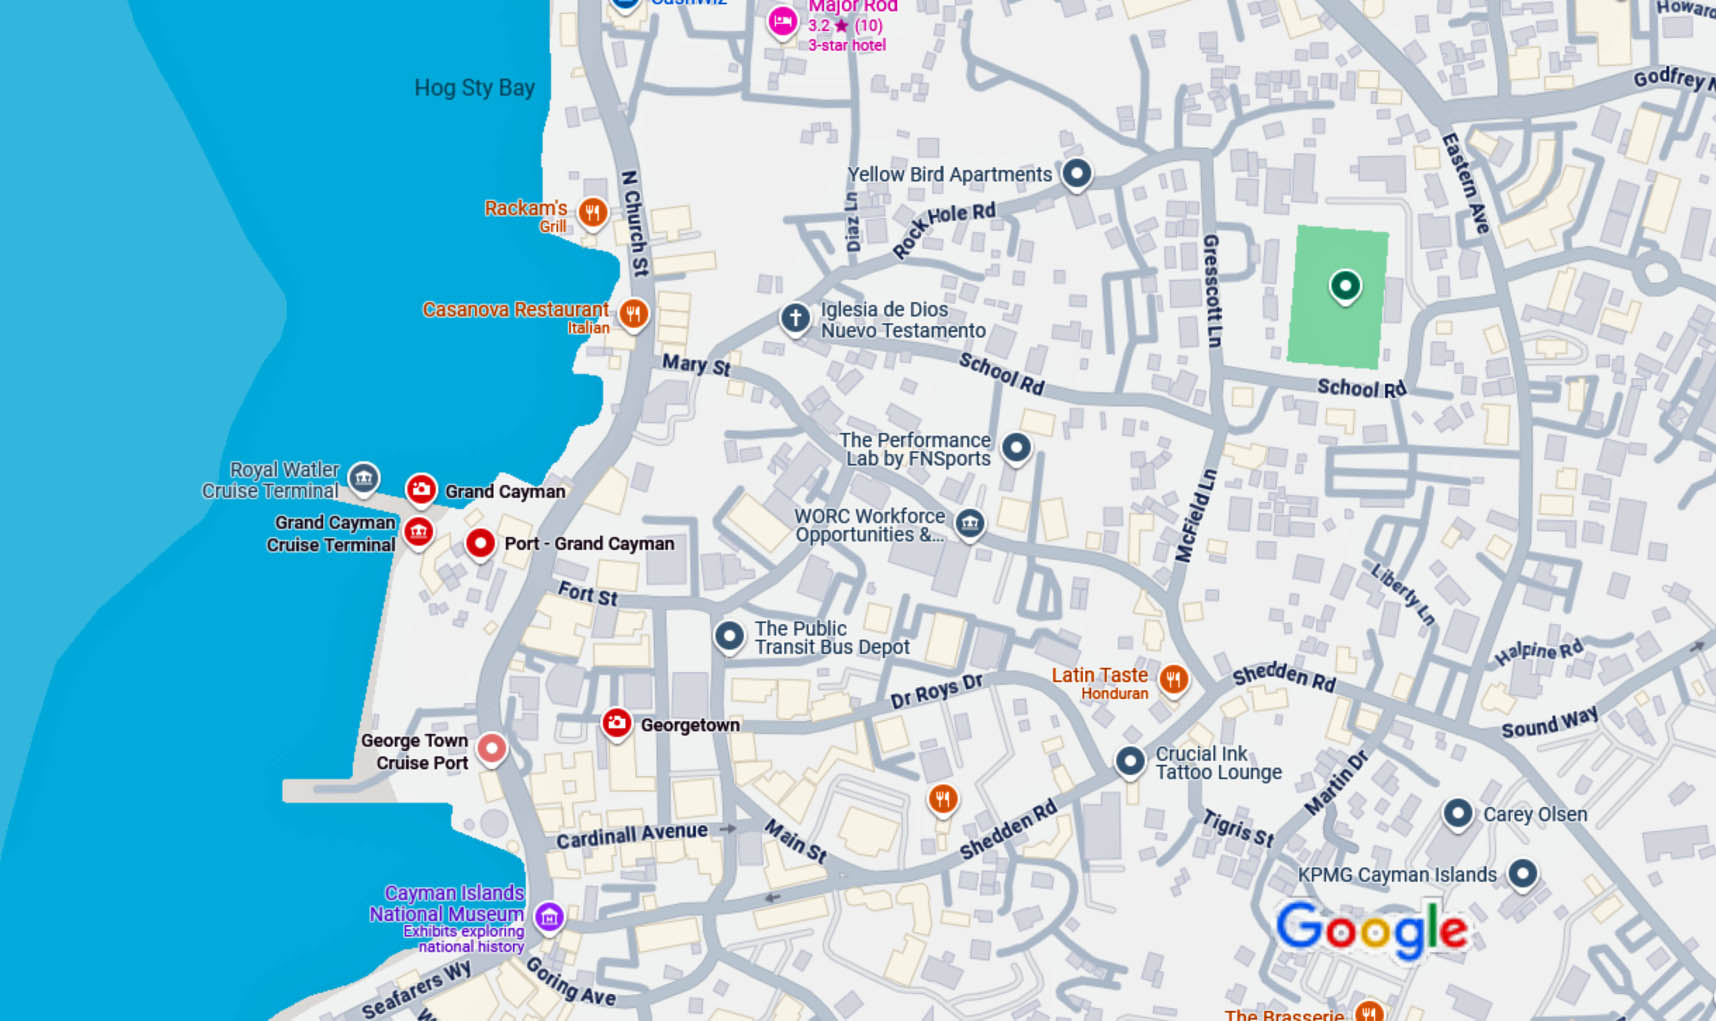 CashWiz
Major Rod
3.2 ★ (10)
3-star hotel
Howard
Godfrey N
Hog Sty Bay
Eastern Ave
Yellow Bird Apartments
Rackam's
Grill
N Church St
Diaz Ln
Rock Hole Rd
Gresscott Ln
Casanova Restaurant
Italian
Iglesia de Dios
Nuevo Testamento
Mary St
School Rd
School Rd
The Performance
Lab by FNSports
Royal Watler
Cruise Terminal
Grand Cayman
Grand Cayman
Cruise Terminal
Port - Grand Cayman
WORC Workforce
Opportunities &...
McField Ln
Liberty Ln
Fort St
The Public
Transit Bus Depot
Halpine Rd
Latin Taste
Honduran
Shedden Rd
Dr Roys Dr
Sound Way
Georgetown
George Town
Cruise Port
Crucial Ink
Tattoo Lounge
Martin Dr
Carey Olsen
Cardinall Avenue
Main St
Shedden Rd
Tigris St
KPMG Cayman Islands
Cayman Islands
National Museum
Exhibits exploring
national history
Google
Seafarers Wy
Goring Ave
W
The Brasserie